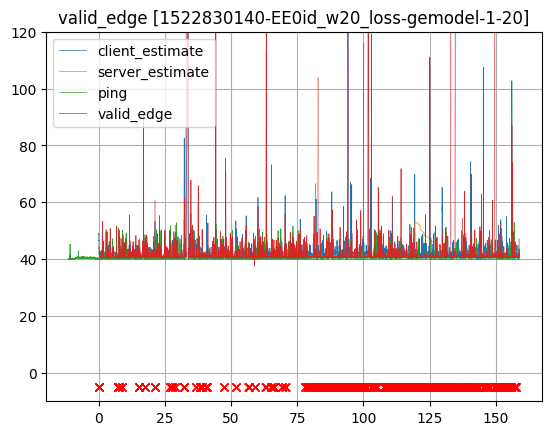 valid_edge [1522830140-EE0id_w20_loss-gemodel-1-20]
120
100
80
60
40
20
0
client_estimate
server_estimate
ping
valid_edge
0
25
50
75
100
125
150